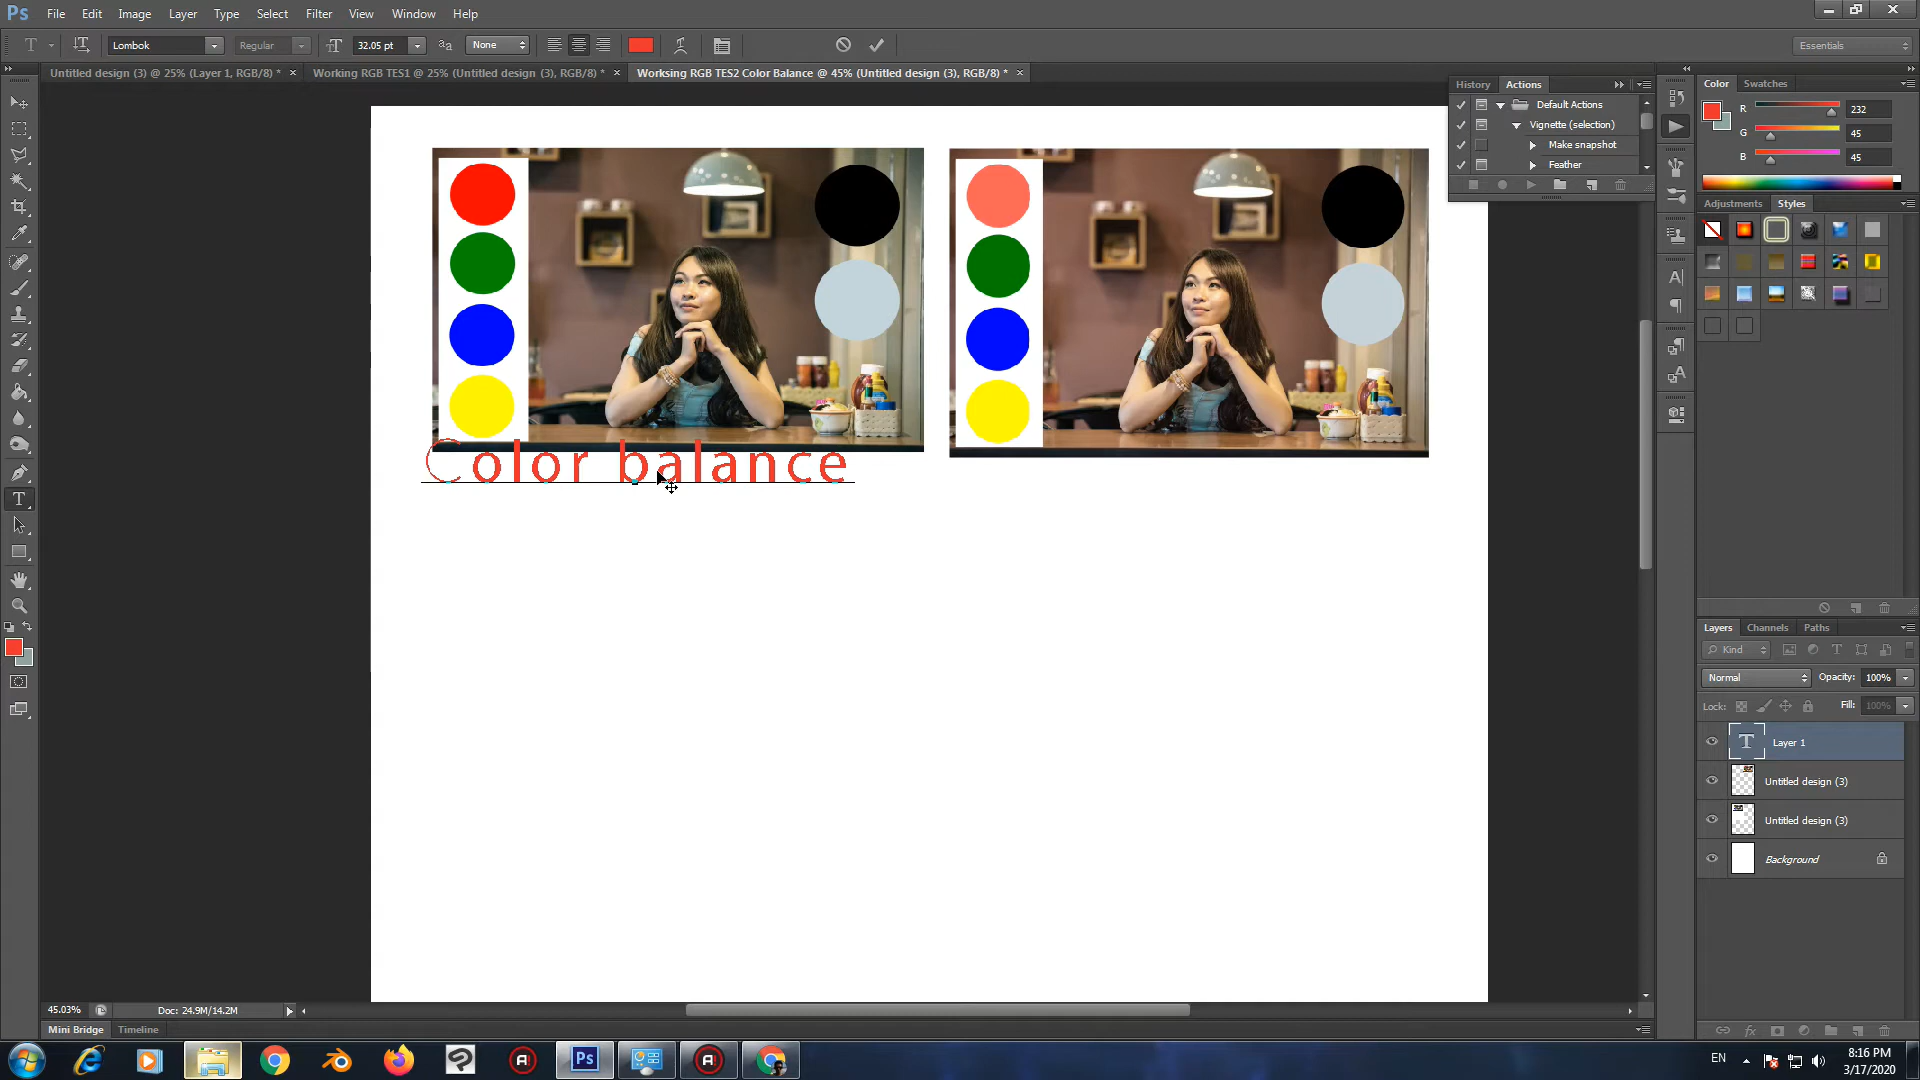 Ps File Edit Image Layer Type Select Filter View Window Help
T Lombok Regular 32.05 pt aa None Essentials
Untitled design (3) @ 25% (Layer 1, RGB/8) * × Working RGB TES1 @ 25% (Untitled design (3), RGB/8) * × Worksing RGB TES2 Color Balance @ 45% (Untitled design (3), RGB/8) * ×
History Actions
Default Actions
Vignette (selection)
Make snapshot
Feather
Color Swatches
R 232
G 45
B 45
Adjustments Styles
Color balance
Layers Channels Paths
Kind
Normal Opacity: 100%
Lock: Fill: 100%
T Layer 1
Untitled design (3)
Untitled design (3)
Background
45.03% Doc: 24.9M/14.2M
Mini Bridge Timeline
Ps EN 8:16 PM
3/17/2020